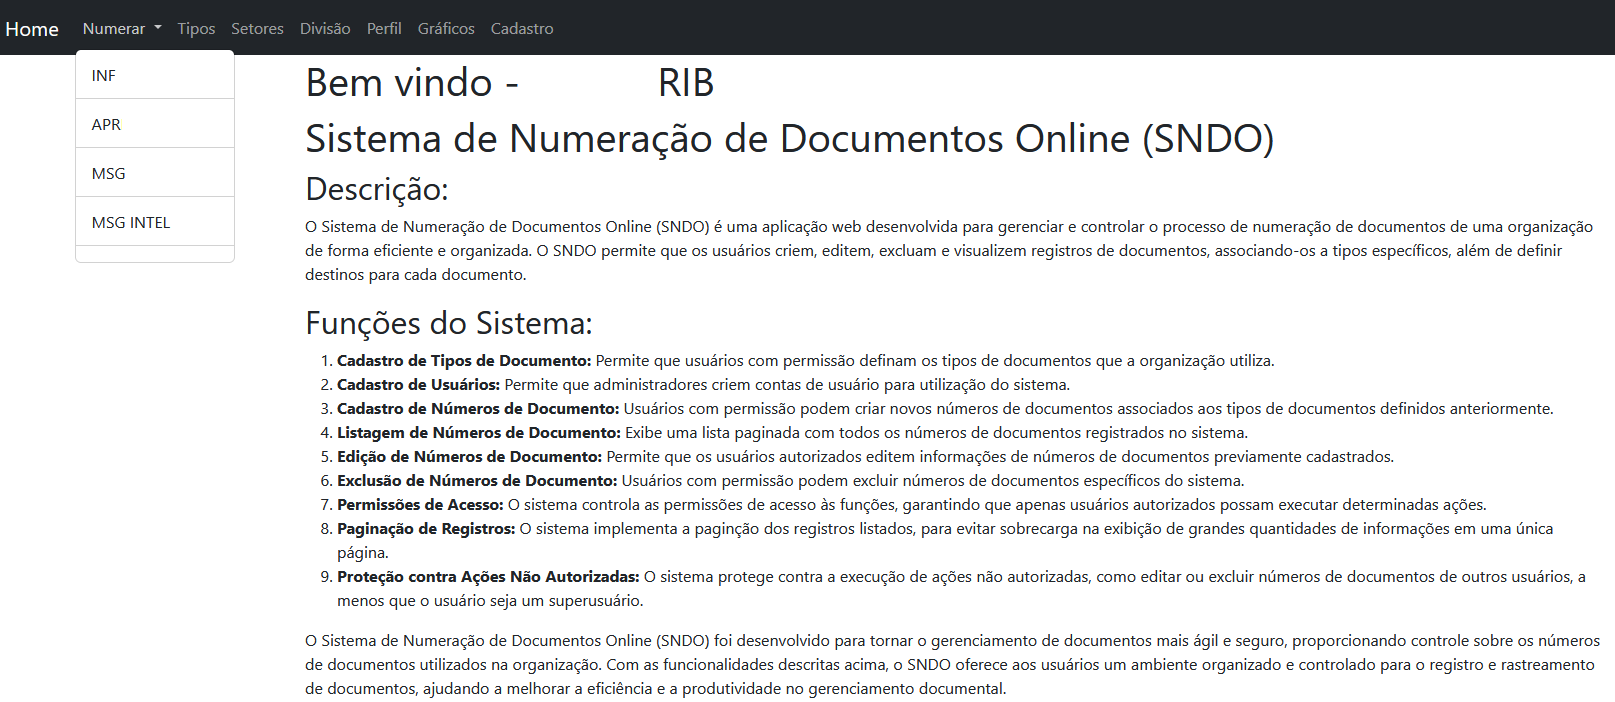 Home Numerar Tipos Setores Divisão Perfil Gráficos Cadastro
INF
APR
MSG
MSG INTEL
Bem vindo - RIB
Sistema de Numeração de Documentos Online (SNDO)
Descrição:
O Sistema de Numeração de Documentos Online (SNDO) é uma aplicação web desenvolvida para gerenciar e controlar o processo de numeração de documentos de uma organização
de forma eficiente e organizada. O SNDO permite que os usuários criem, editem, excluam e visualizem registros de documentos, associando-os a tipos específicos, além de definir
destinos para cada documento.
Funções do Sistema:
1. Cadastro de Tipos de Documento: Permite que usuários com permissão definam os tipos de documentos que a organização utiliza.
2. Cadastro de Usuários: Permite que administradores criem contas de usuário para utilização do sistema.
3. Cadastro de Números de Documento: Usuários com permissão podem criar novos números de documentos associados aos tipos de documentos definidos anteriormente.
4. Listagem de Números de Documento: Exibe uma lista paginada com todos os números de documentos registrados no sistema.
5. Edição de Números de Documento: Permite que os usuários autorizados editem informações de números de documentos previamente cadastrados.
6. Exclusão de Números de Documento: Usuários com permissão podem excluir números de documentos específicos do sistema.
7. Permissões de Acesso: O sistema controla as permissões de acesso às funções, garantindo que apenas usuários autorizados possam executar determinadas ações.
8. Paginação de Registros: O sistema implementa a paginção dos registros listados, para evitar sobrecarga na exibição de grandes quantidades de informações em uma única
página.
9. Proteção contra Ações Não Autorizadas: O sistema protege contra a execução de ações não autorizadas, como editar ou excluir números de documentos de outros usuários, a
menos que o usuário seja um superusuário.
O Sistema de Numeração de Documentos Online (SNDO) foi desenvolvido para tornar o gerenciamento de documentos mais ágil e seguro, proporcionando controle sobre os números
de documentos utilizados na organização. Com as funcionalidades descritas acima, o SNDO oferece aos usuários um ambiente organizado e controlado para o registro e rastreamento
de documentos, ajudando a melhorar a eficiência e a produtividade no gerenciamento documental.